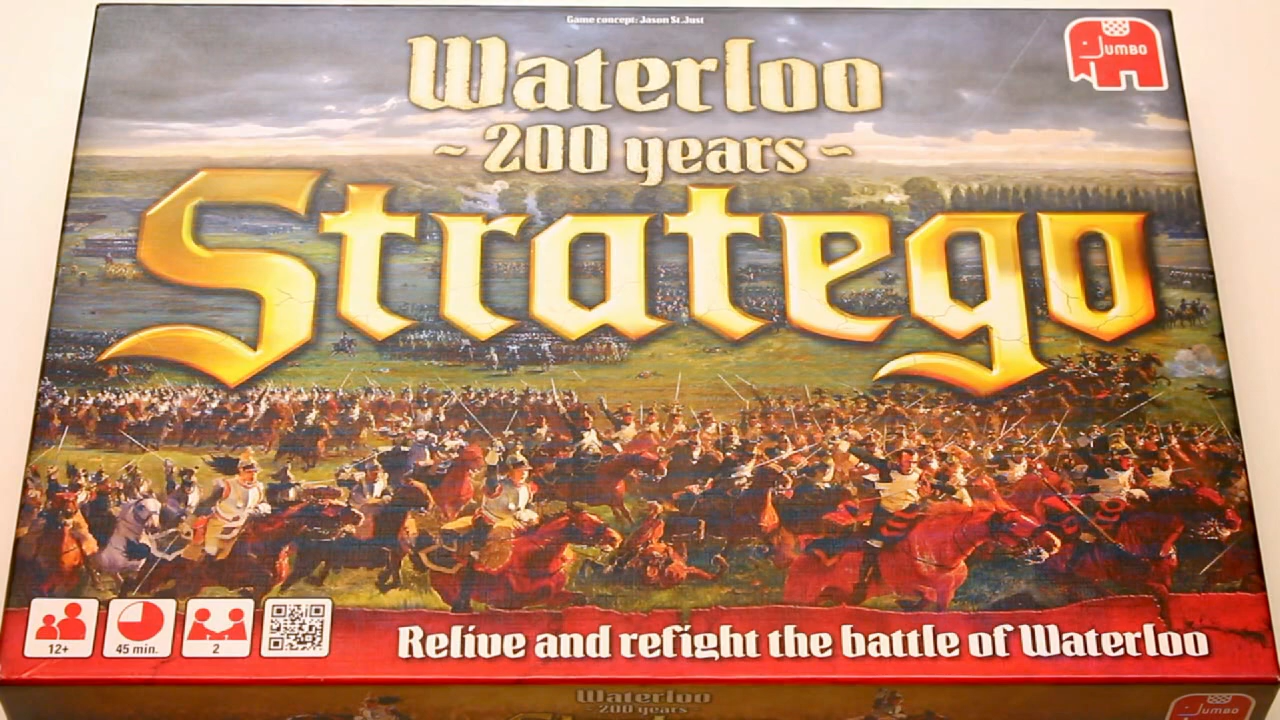 Game concept: Jason St.Just
JUMBO
Waterloo
~ 200 years ~
Stratego
12+
45 min.
2
Relive and refight the battle of Waterloo
Waterloo
~ 200 years ~
JUMBO